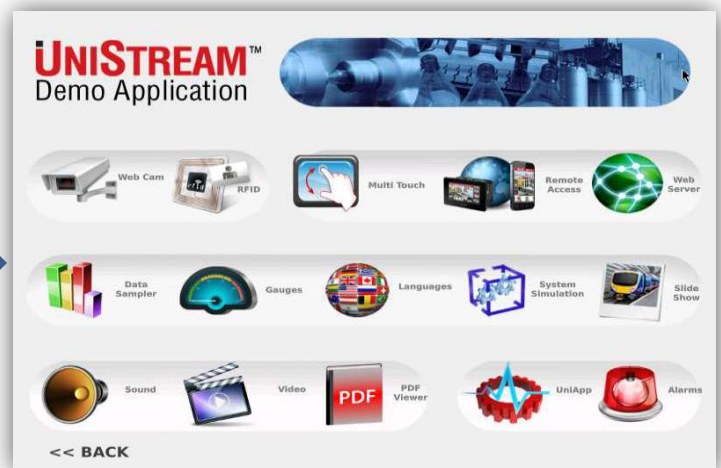 UNISTREAM™
Demo Application
Web Cam
rfid
RFID
Multi Touch
Remote
Access
Web
Server
Data
Sampler
Gauges
Languages
System
Simulation
Slide
Show
Sound
Video
PDF
PDF
Viewer
UniApp
Alarms
<< BACK